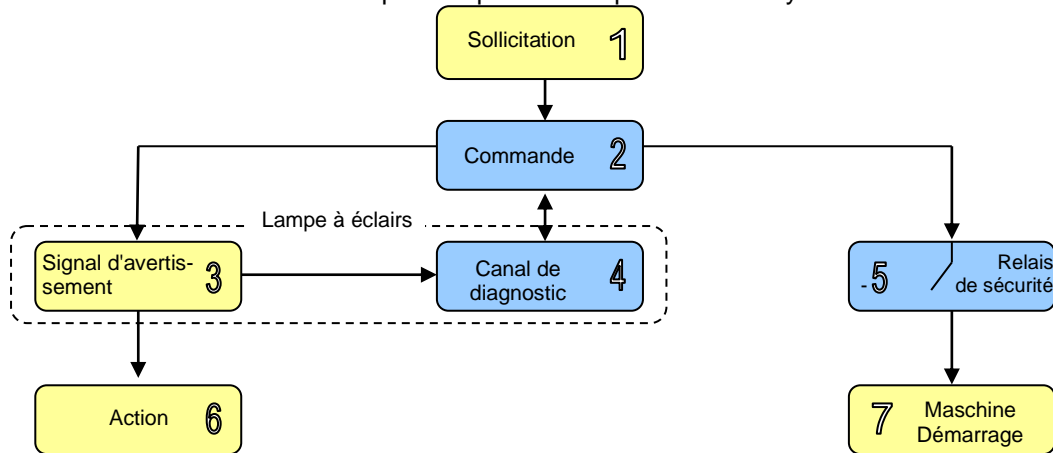 Sollicitation 1
Commande 2
Lampe à éclairs
Signal d'avertis-
sement 3
Canal de
diagnostic 4
- 5 Relais
de sécurité
Action 6
7 Maschine
Démarrage